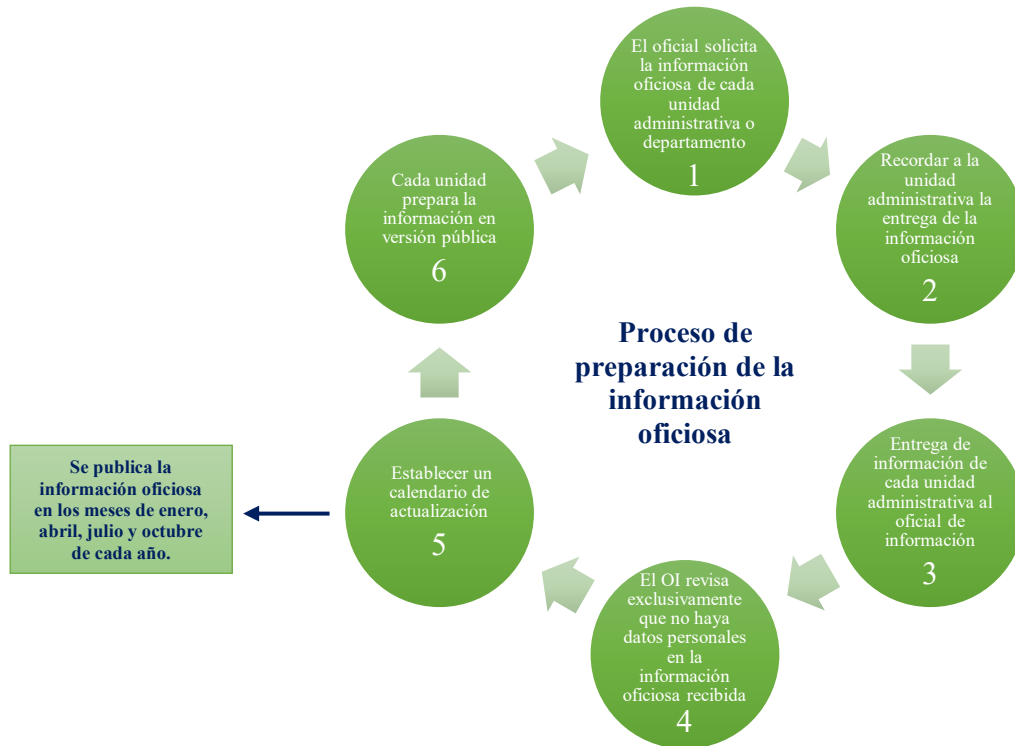 El oficial solicita
la información
oficiosa de cada
unidad
administrativa o
departamento
1
Recordar a la
unidad
administrativa la
entrega de la
información
oficiosa
2
Entrega de
información de
cada unidad
administrativa al
oficial de
información
3
El OI revisa
exclusivamente
que no haya
datos personales
en la
información
oficiosa recibida
4
Establecer un
calendario de
actualización
5
Se publica la
información oficiosa
en los meses de enero,
abril, julio y octubre
de cada año.
Cada unidad
prepara la
información en
versión pública
6
Proceso de
preparación de la
información
oficiosa